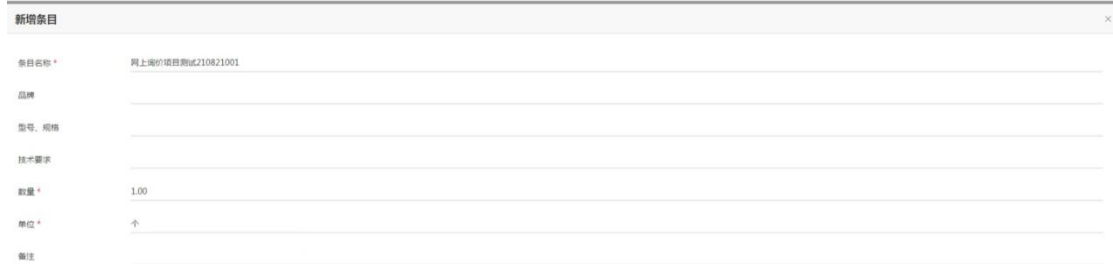 新增条目 ×
条目名称 * 网上询价项目测试210821001
品牌
型号、规格
技术要求
数量 * 1.00
单位 * 个
备注